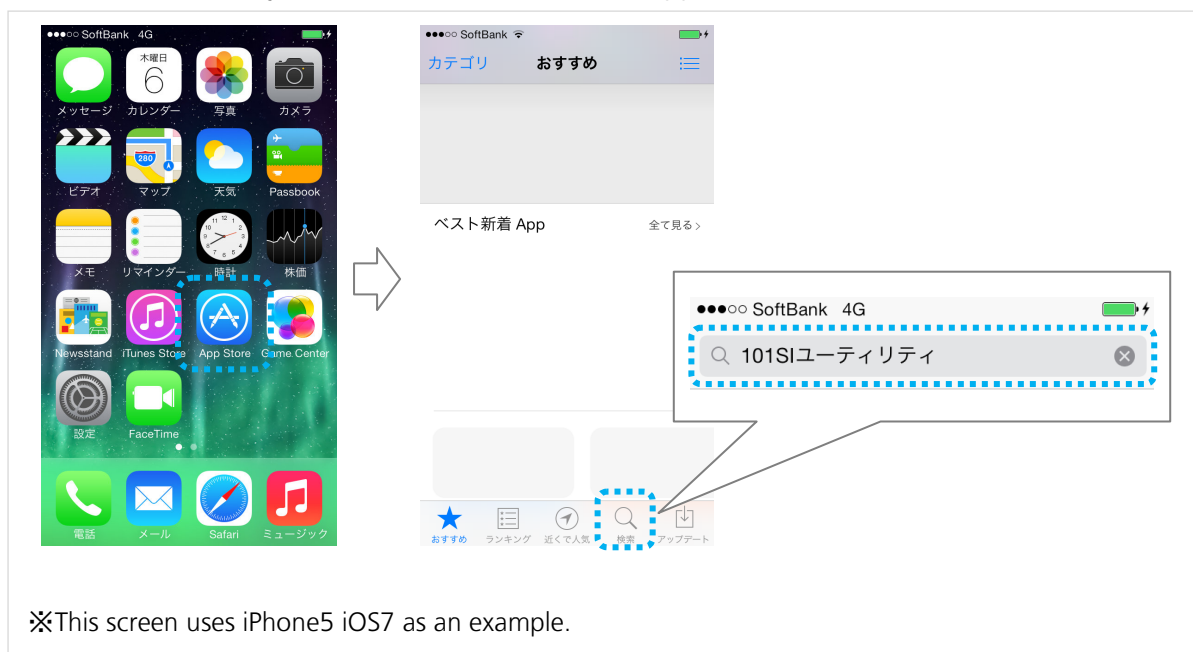 ●●●○○ SoftBank 4G
木曜日
6
メッセージ カレンダー 写真 カメラ
280
ビデオ マップ 天気 Passbook
メモ リマインダー 時計 株価
Newsstand iTunes Store App Store Game Center
設定 FaceTime
電話 メール Safari ミュージック
●●●○○ SoftBank
カテゴリ おすすめ
ベスト新着 App 全て見る >
おすすめ ランキング 近くで人気 検索 アップデート
●●●○○ SoftBank 4G
101SIユーティリティ
※This screen uses iPhone5 iOS7 as an example.